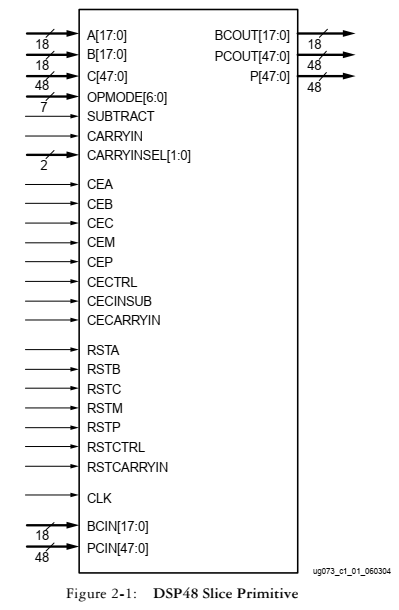 A[17:0] BCOUT[17:0]
18 18
B[17:0] PCOUT[47:0]
18 48
C[47:0] P[47:0]
48 48
OPMODE[6:0]
7
SUBTRACT
CARRYIN
CARRYINSEL[1:0]
2
CEA
CEB
CEC
CEM
CEP
CECTRL
CECINSUB
CECARRYIN
RSTA
RSTB
RSTC
RSTM
RSTP
RSTCTRL
RSTCARRYIN
CLK
BCIN[17:0]
18
PCIN[47:0]
48
ug073_c1_01_060304
Figure 2-1: DSP48 Slice Primitive